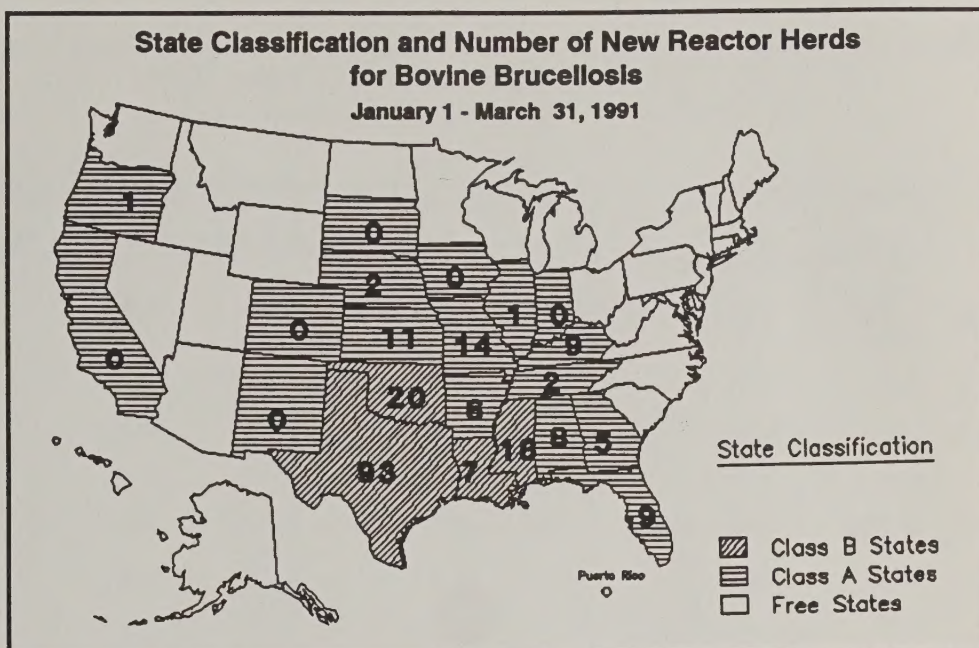 State Classification and Number of New Reactor Herds
for Bovine Brucellosis
January 1 - March 31, 1991
1
0
2
0
1
0
0
0
11
14
9
0
20
2
93
7
8
5
9
State Classification
Class B States
Class A States
Free States
Puerto Rico